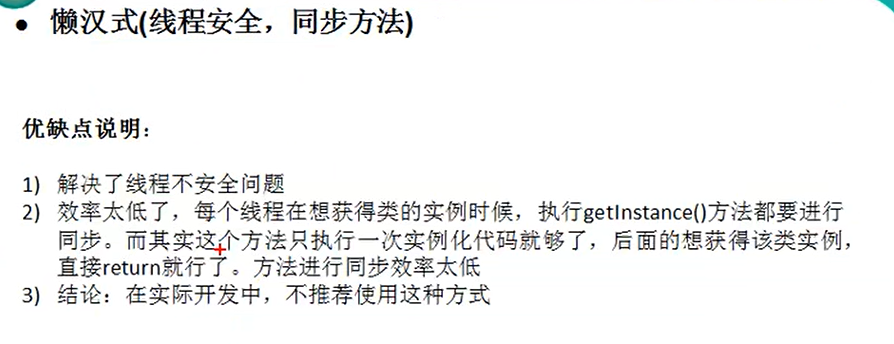 • 懒汉式(线程安全，同步方法)
优缺点说明：
1) 解决了线程不安全问题
2) 效率太低了，每个线程在想获得类的实例时候，执行getInstance()方法都要进行
同步。而其实这个方法只执行一次实例化代码就够了，后面的想获得该类实例，
直接return就行了。方法进行同步效率太低
3) 结论：在实际开发中，不推荐使用这种方式